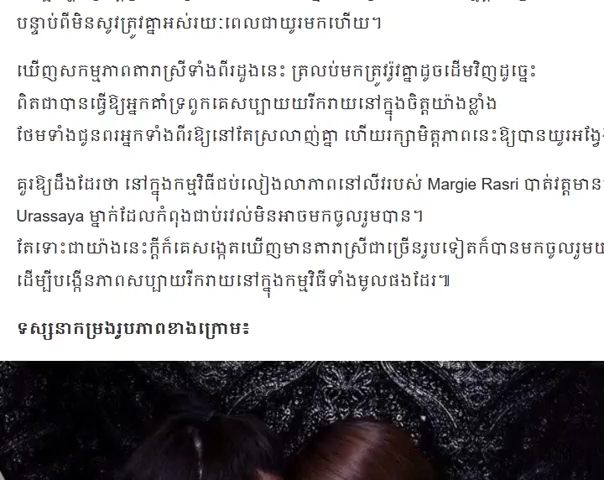 បន្ទាប់ពីមិនសូវត្រូវគ្នាអស់រយៈពេលជាយូរមកហើយ។
ឃើញសកម្មភាពតារាស្រីទាំងពីរដួងនេះ ត្រលប់មកត្រូវរ៉ូវគ្នាដូចដើមវិញដូច្នេះ
ពិតជាបានធ្វើឱ្យអ្នកគាំទ្រពួកគេសប្បាយយរីករាយនៅក្នុងចិត្តយ៉ាងខ្លាំង
ថែមទាំងជូនពរអ្នកទាំងពីរឱ្យនៅតែស្រលាញ់គ្នា ហើយរក្សាមិត្តភាពនេះឱ្យបានយូរអង្វែ
គួរឱ្យដឹងដែរថា នៅក្នុងកម្មវិធីជប់លៀងលាភាពនៅលីវរបស់ Margie Rasri បាត់វត្តមាន
Urassaya ម្នាក់ដែលកំពុងជាប់រវល់មិនអាចមកចូលរួមបាន។
តែទោះជាយ៉ាងនេះក្តីក៏គេសង្កេតឃើញមានតារាស្រីជាច្រើនរូបទៀតក៏បានមកចូលរួម
ដើម្បីបង្កើនភាពសប្បាយរីករាយនៅក្នុងកម្មវិធីទាំងមូលផងដែរ៕
ទស្សនាកម្រងរូបភាពខាងក្រោម៖